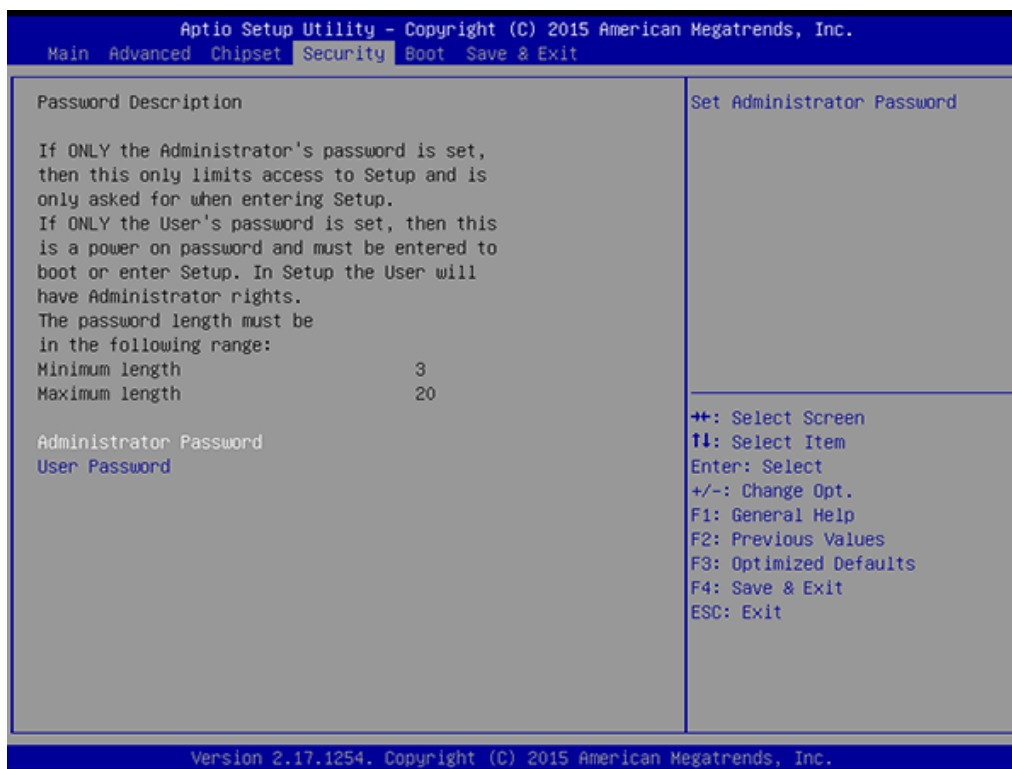 Aptio Setup Utility – Copyright (C) 2015 American Megatrends, Inc.
Main Advanced Chipset Security Boot Save & Exit
Password Description
If ONLY the Administrator's password is set,
then this only limits access to Setup and is
only asked for when entering Setup.
If ONLY the User's password is set, then this
is a power on password and must be entered to
boot or enter Setup. In Setup the User will
have Administrator rights.
The password length must be
in the following range:
Minimum length 3
Maximum length 20
Administrator Password
User Password
Set Administrator Password
→←: Select Screen
↑↓: Select Item
Enter: Select
+/-: Change Opt.
F1: General Help
F2: Previous Values
F3: Optimized Defaults
F4: Save & Exit
ESC: Exit
Version 2.17.1254. Copyright (C) 2015 American Megatrends, Inc.